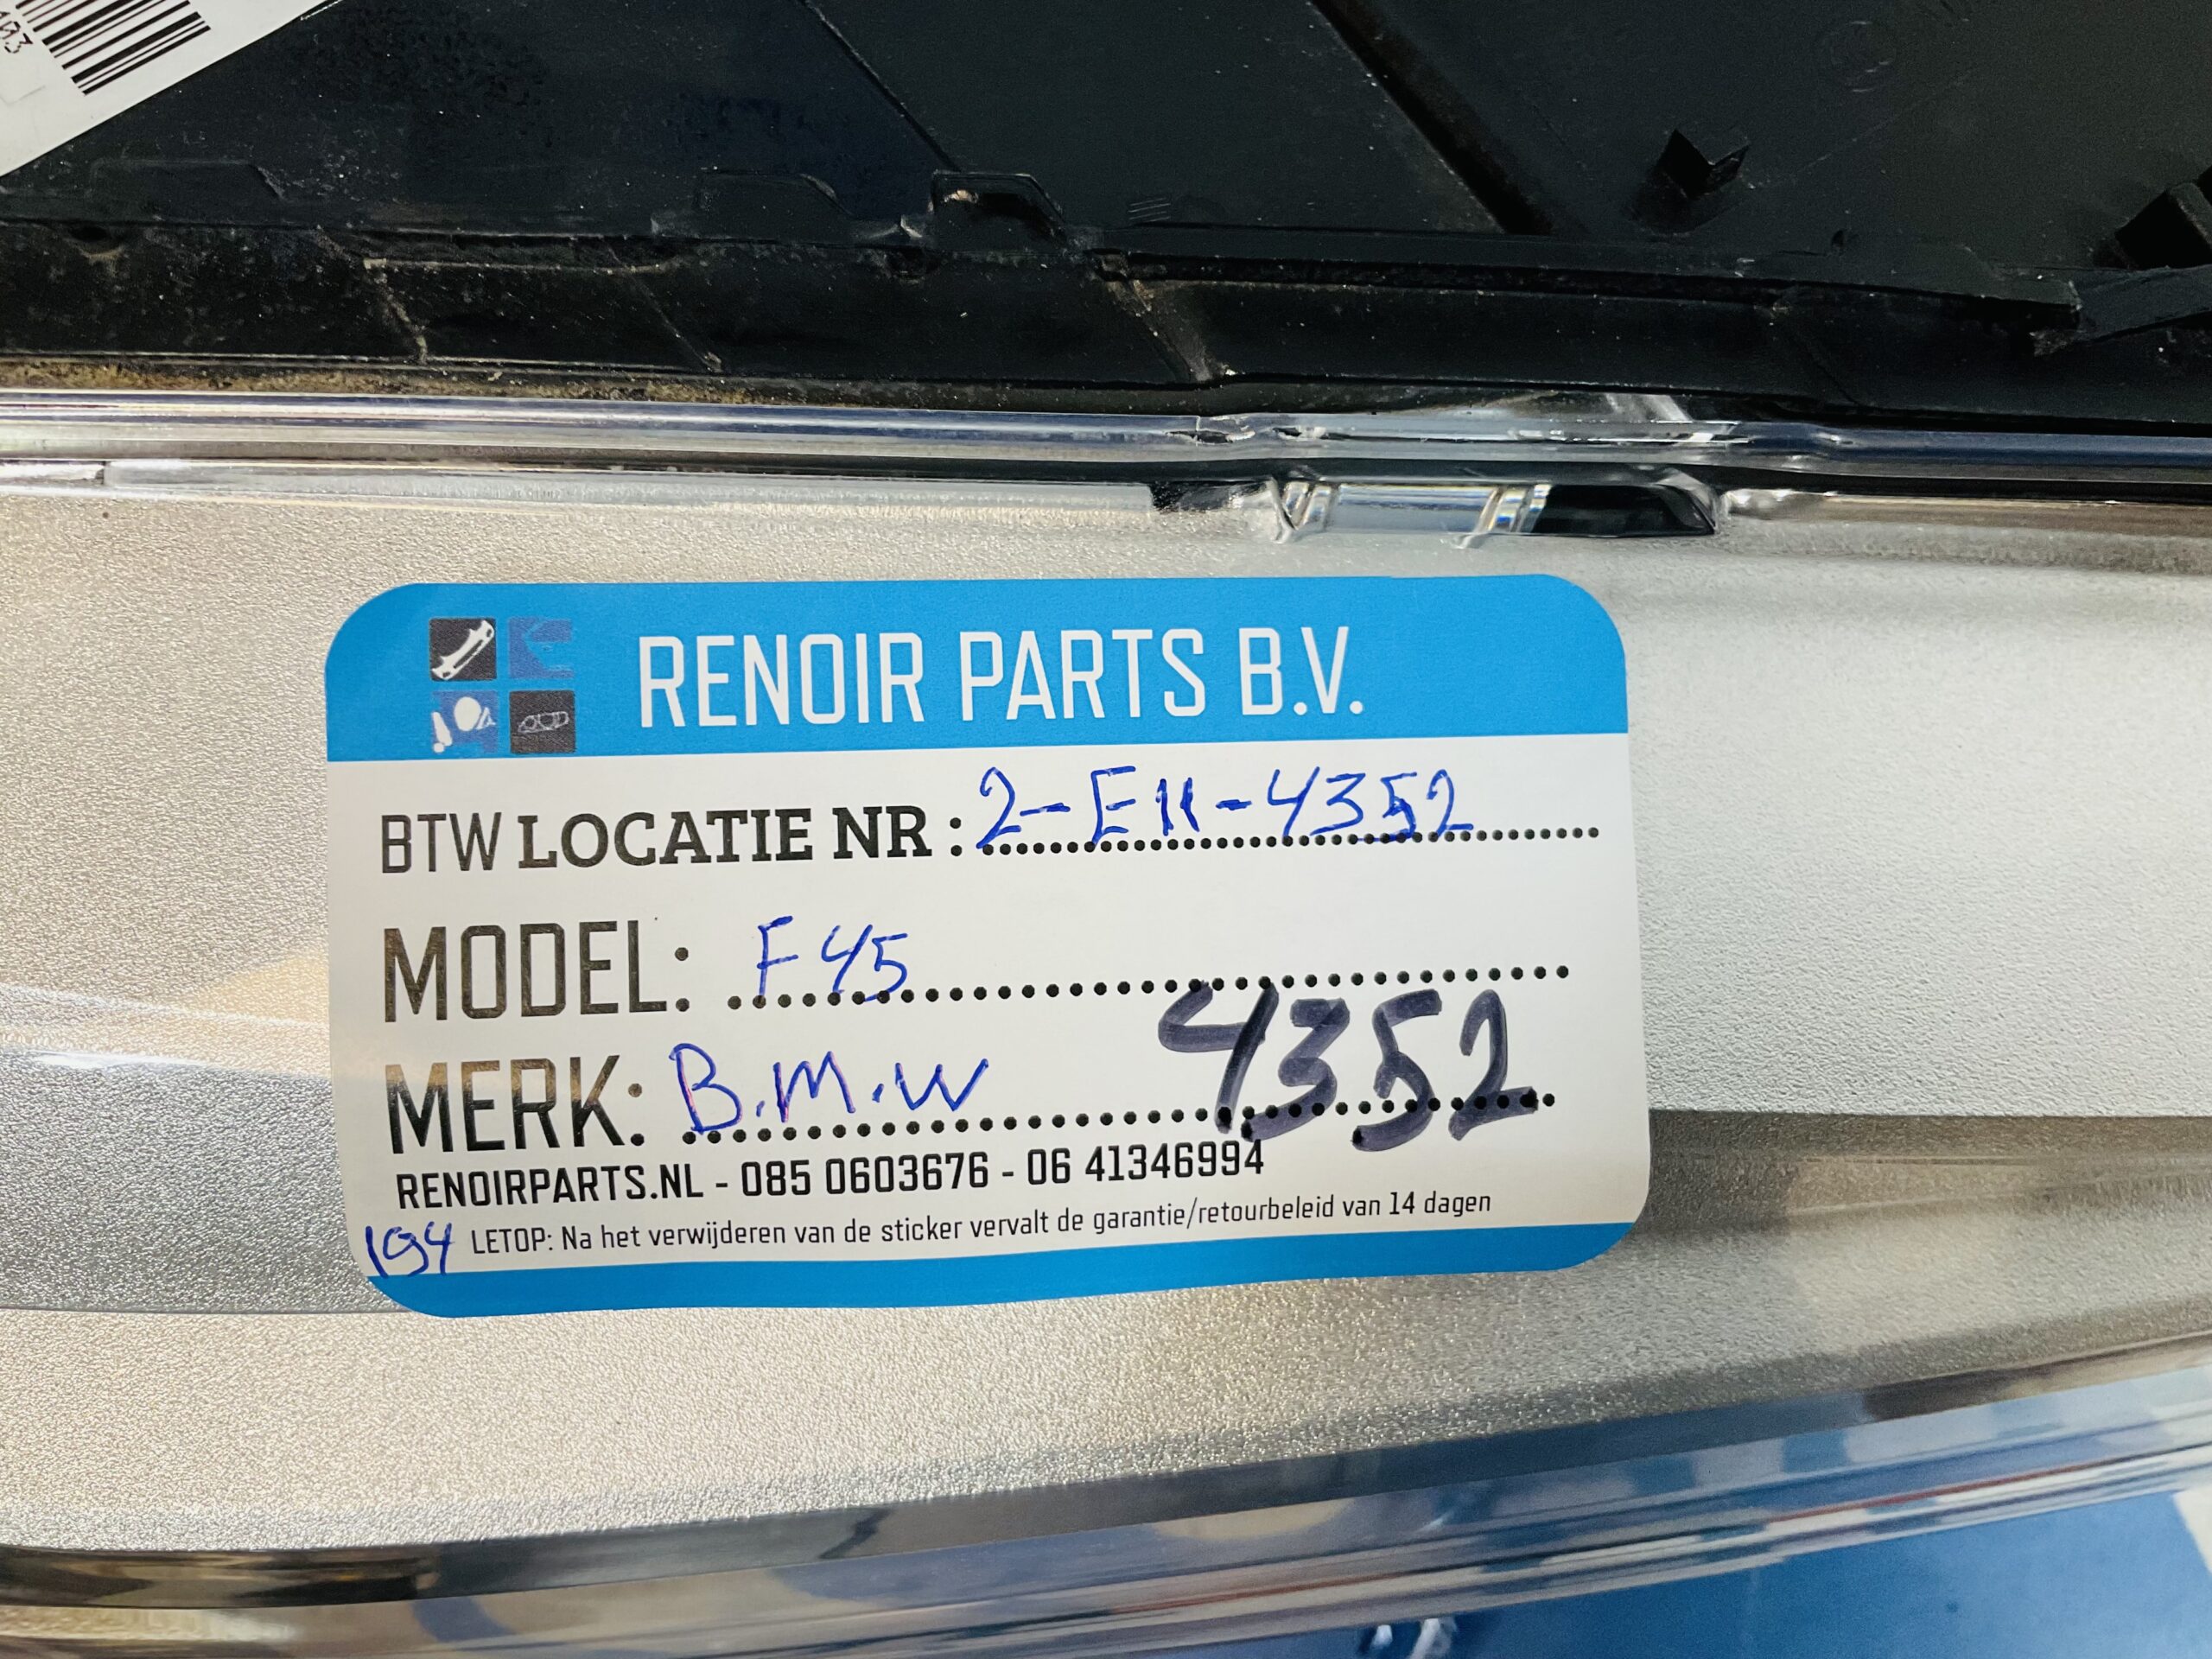 RENOIR PARTS B.V.
BTW LOCATIE NR : 2-E11-4352
MODEL: F45
4352
MERK: B.M.W
RENOIRPARTS.NL - 085 0603676 - 06 41346994
194 LETOP: Na het verwijderen van de sticker vervalt de garantie/retourbeleid van 14 dagen